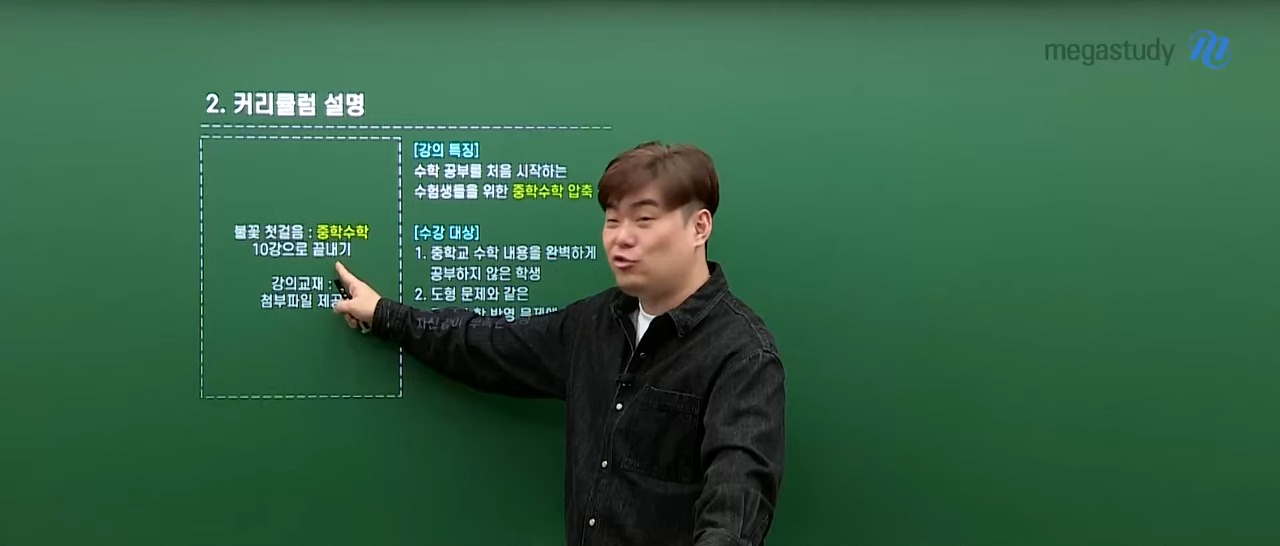 megastudy
2. 커리큘럼 설명
불꽃 첫걸음 : 중학수학
10강으로 끝내기
강의교재 :
첨부파일 제공
[강의 특징]
수학 공부를 처음 시작하는
수험생들을 위한 중학수학 압축
[수강 대상]
1. 중학교 수학 내용을 완벽하게
공부하지 않은 학생
2. 도형 문제와 같은
반영 문제에